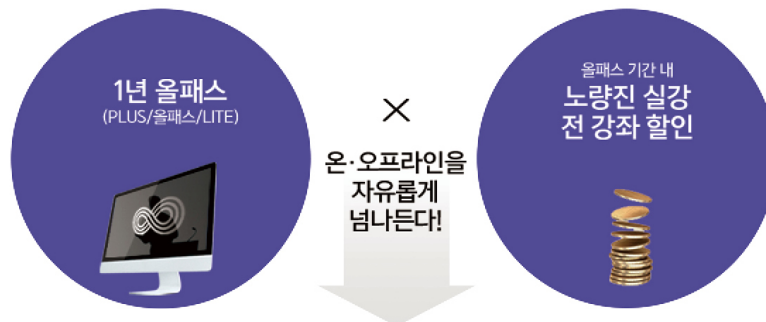 1년 올패스
(PLUS/올패스/LITE)
×
온·오프라인을
자유롭게
넘나든다!
올패스 기간 내
노량진 실강
전 강좌 할인